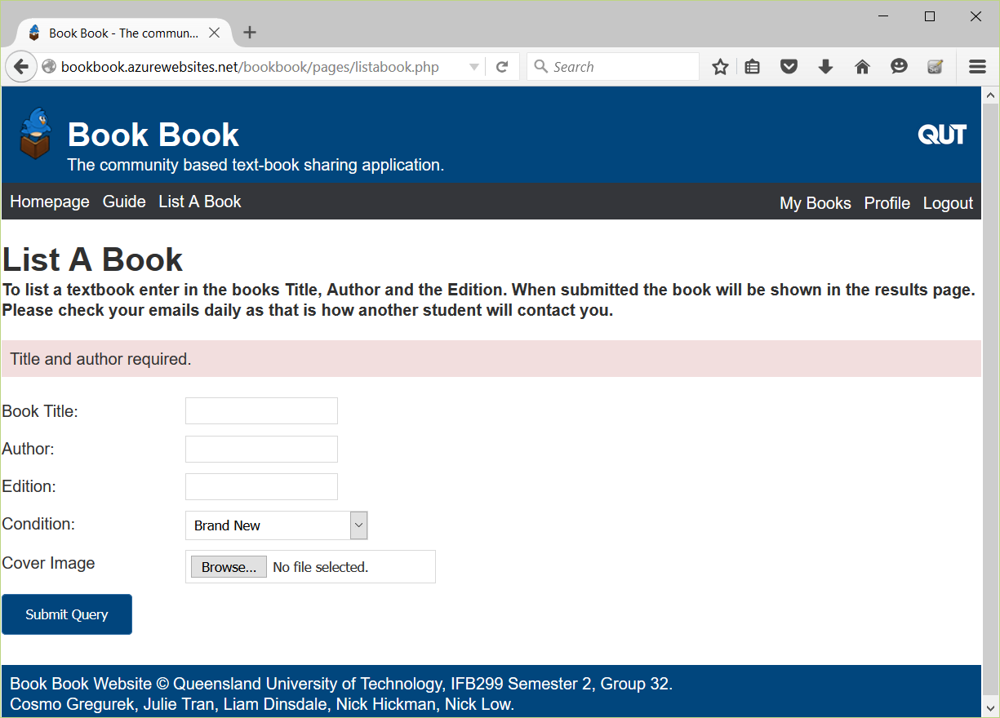 Book Book - The commun...
bookbook.azurewebsites.net/bookbook/pages/listabook.php
Search
Book Book
QUT
The community based text-book sharing application.
Homepage Guide List A Book My Books Profile Logout
List A Book
To list a textbook enter in the books Title, Author and the Edition. When submitted the book will be shown in the results page.
Please check your emails daily as that is how another student will contact you.
Title and author required.
Book Title:
Author:
Edition:
Condition: Brand New
Cover Image Browse... No file selected.
Submit Query
Book Book Website © Queensland University of Technology, IFB299 Semester 2, Group 32.
Cosmo Gregurek, Julie Tran, Liam Dinsdale, Nick Hickman, Nick Low.